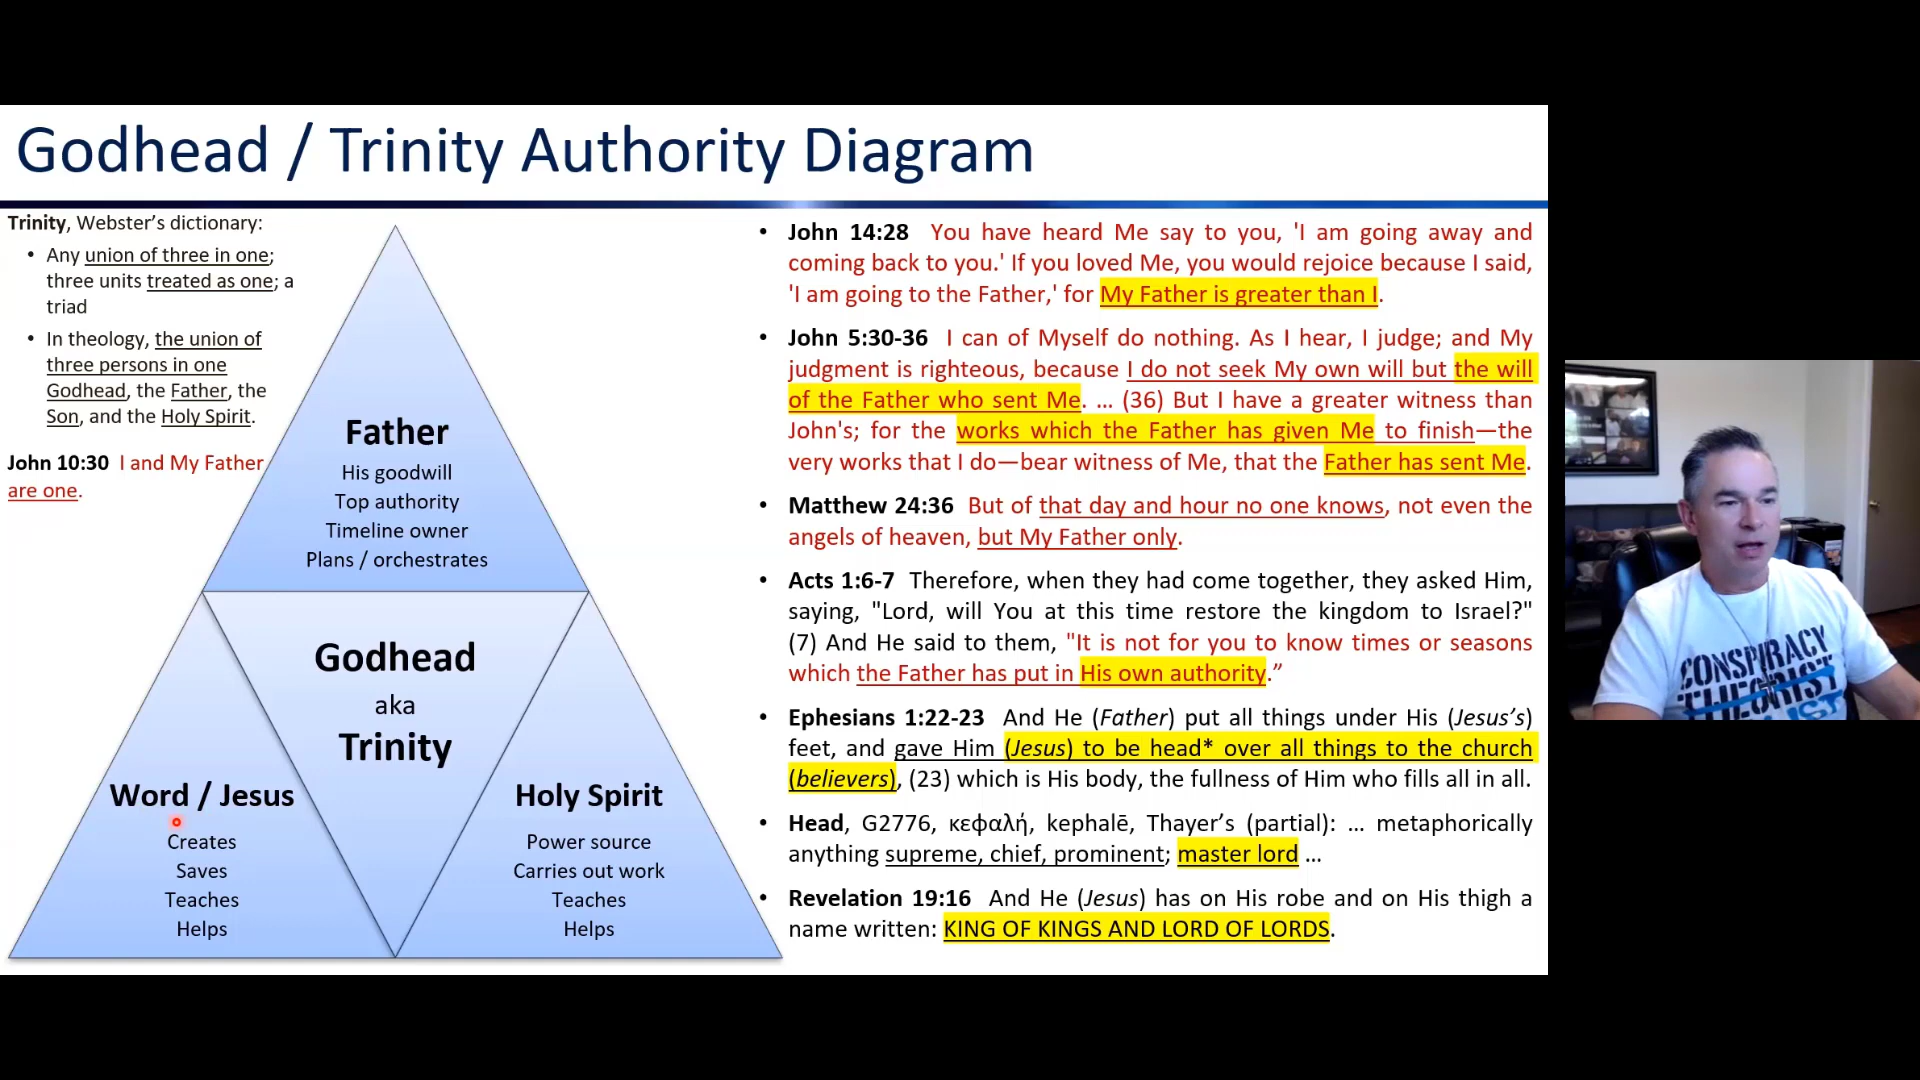 Godhead / Trinity Authority Diagram
Trinity, Webster's dictionary:
• Any union of three in one;
three units treated as one; a
triad
• In theology, the union of
three persons in one
Godhead, the Father, the
Son, and the Holy Spirit.
John 10:30 I and My Father
are one.
Father
His goodwill
Top authority
Timeline owner
Plans / orchestrates
Godhead
aka
Trinity
Word / Jesus
Creates
Saves
Teaches
Helps
Holy Spirit
Power source
Carries out work
Teaches
Helps
• John 14:28 You have heard Me say to you, 'I am going away and
coming back to you.' If you loved Me, you would rejoice because I said,
'I am going to the Father,' for My Father is greater than I.
• John 5:30-36 I can of Myself do nothing. As I hear, I judge; and My
judgment is righteous, because I do not seek My own will but the will
of the Father who sent Me. … (36) But I have a greater witness than
John's; for the works which the Father has given Me to finish—the
very works that I do—bear witness of Me, that the Father has sent Me.
• Matthew 24:36 But of that day and hour no one knows, not even the
angels of heaven, but My Father only.
• Acts 1:6-7 Therefore, when they had come together, they asked Him,
saying, "Lord, will You at this time restore the kingdom to Israel?"
(7) And He said to them, "It is not for you to know times or seasons
which the Father has put in His own authority.”
• Ephesians 1:22-23 And He (Father) put all things under His (Jesus’s)
feet, and gave Him (Jesus) to be head* over all things to the church
(believers), (23) which is His body, the fullness of Him who fills all in all.
• Head, G2776, κεφαλή, kephalē, Thayer’s (partial): … metaphorically
anything supreme, chief, prominent; master lord …
• Revelation 19:16 And He (Jesus) has on His robe and on His thigh a
name written: KING OF KINGS AND LORD OF LORDS.
CONSPIRACY
THEORIST